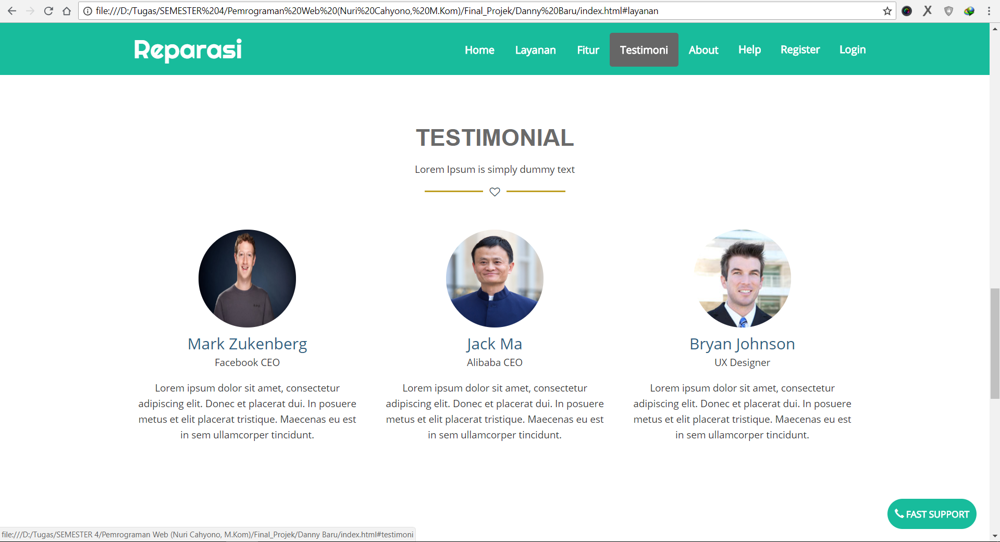 file:///D:/Tugas/SEMESTER%204/Pemrograman%20Web%20(Nuri%20Cahyono,%20M.Kom)/Final_Projek/Danny%20Baru/index.html#layanan
Reparasi
Home Layanan Fitur Testimoni About Help Register Login
TESTIMONIAL
Lorem Ipsum is simply dummy text
Mark Zukenberg
Facebook CEO
Lorem ipsum dolor sit amet, consectetur
adipiscing elit. Donec et placerat dui. In posuere
metus et elit placerat tristique. Maecenas eu est
in sem ullamcorper tincidunt.
Jack Ma
Alibaba CEO
Lorem ipsum dolor sit amet, consectetur
adipiscing elit. Donec et placerat dui. In posuere
metus et elit placerat tristique. Maecenas eu est
in sem ullamcorper tincidunt.
Bryan Johnson
UX Designer
Lorem ipsum dolor sit amet, consectetur
adipiscing elit. Donec et placerat dui. In posuere
metus et elit placerat tristique. Maecenas eu est
in sem ullamcorper tincidunt.
FAST SUPPORT
file:///D:/Tugas/SEMESTER 4/Pemrograman Web (Nuri Cahyono, M.Kom)/Final_Projek/Danny Baru/index.html#testimoni